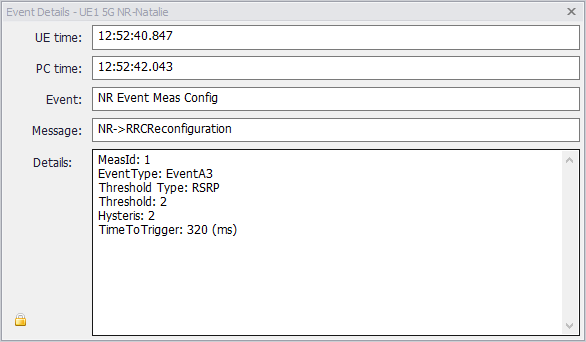 Event Details - UE1 5G NR-Natalie
UE time: 12:52:40.847
PC time: 12:52:42.043
Event: NR Event Meas Config
Message: NR->RRCReconfiguration
Details: MeasId: 1
EventType: EventA3
Threshold Type: RSRP
Threshold: 2
Hysteris: 2
TimeToTrigger: 320 (ms)